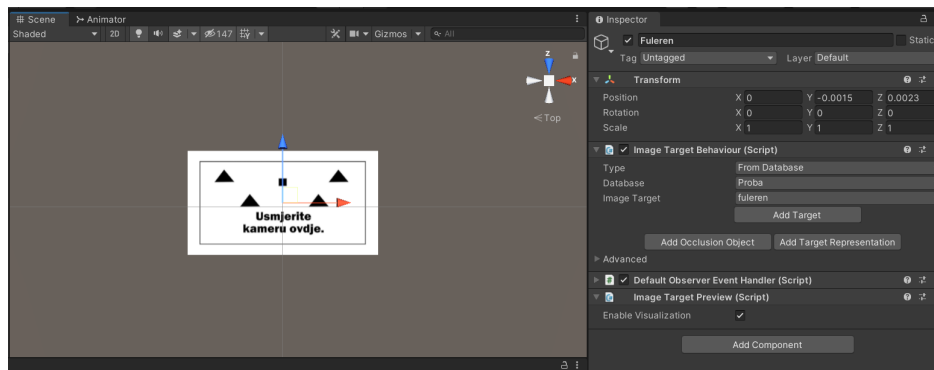 Scene Animator
Shaded 2D 147 Gizmos All
z
x
Top
Usmjerite
kameru ovdje.
Inspector
Fuleren Static
Tag Untagged Layer Default
Transform
Position X 0 Y -0.0015 Z 0.0023
Rotation X 0 Y 0 Z 0
Scale X 1 Y 1 Z 1
Image Target Behaviour (Script)
Type From Database
Database Proba
Image Target fuleren
Add Target
Add Occlusion Object Add Target Representation
Advanced
Default Observer Event Handler (Script)
Image Target Preview (Script)
Enable Visualization
Add Component